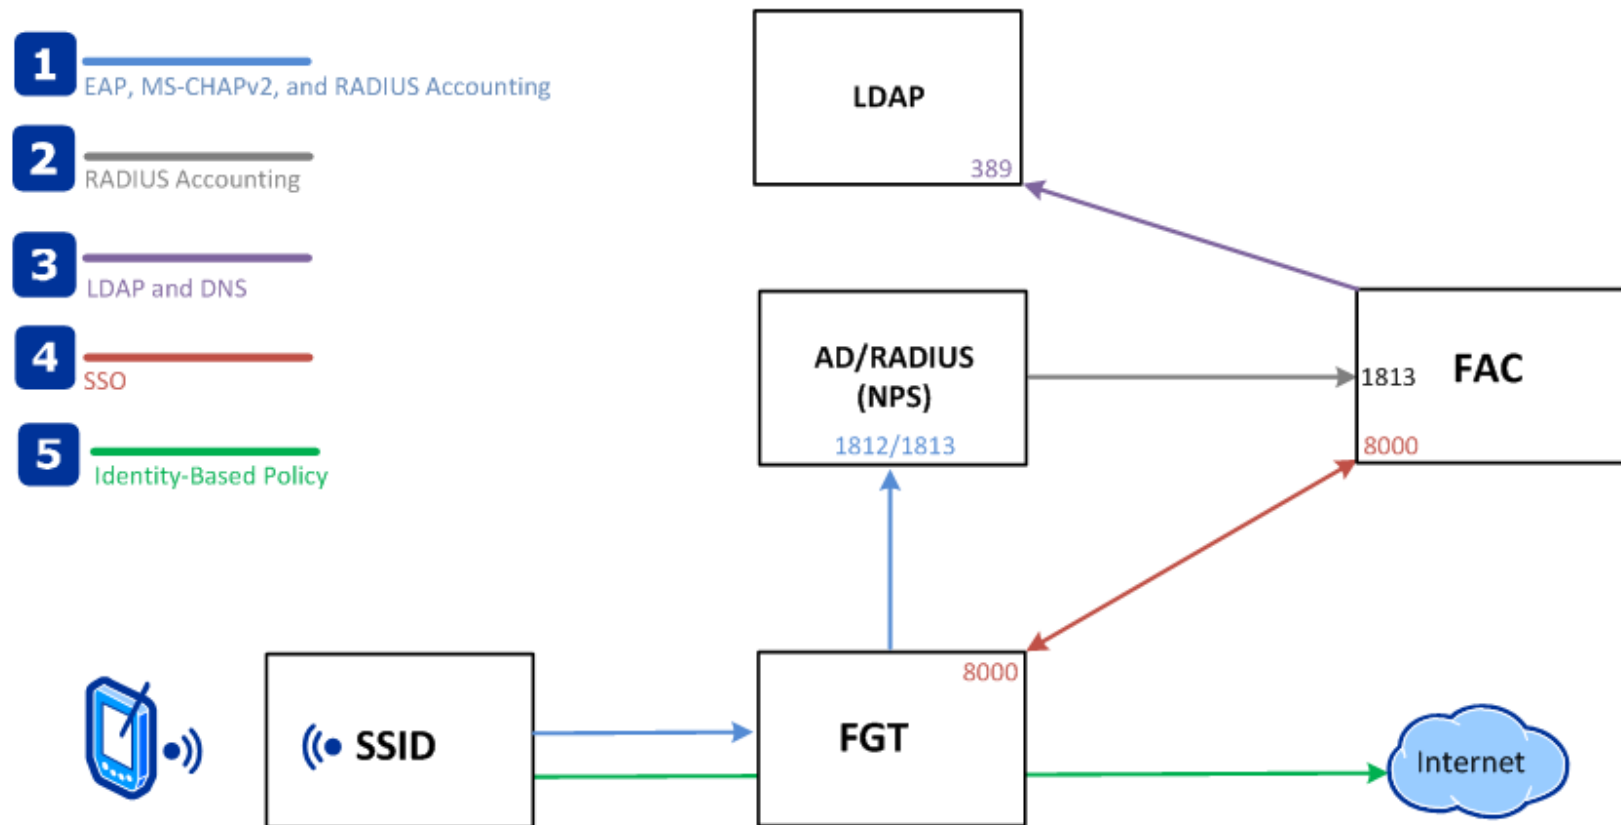 1
EAP, MS-CHAPv2, and RADIUS Accounting
2
RADIUS Accounting
3
LDAP and DNS
4
SSO
5
Identity-Based Policy
LDAP
389
AD/RADIUS
(NPS)
1812/1813
1813
FAC
8000
SSID
8000
FGT
Internet